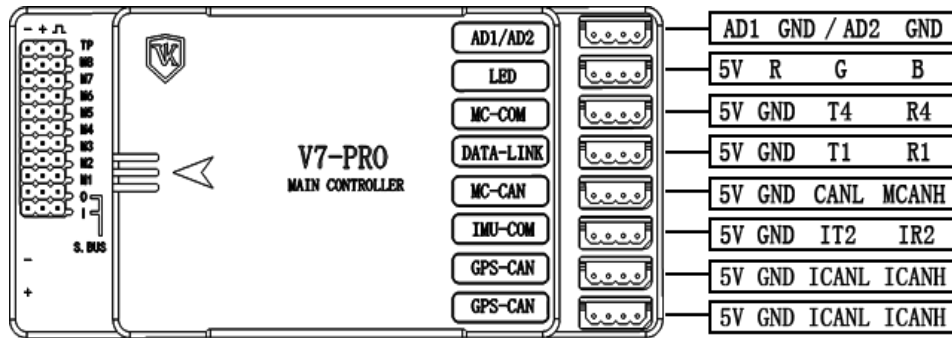 - + ⎍
TP
M8
M7
M6
M5
M4
M3
M2
M1
O
I
S.BUS
-
+
VK
V7-PRO
MAIN CONTROLLER
AD1/AD2
LED
MC-COM
DATA-LINK
MC-CAN
IMU-COM
GPS-CAN
GPS-CAN
AD1 GND / AD2 GND
5V R G B
5V GND T4 R4
5V GND T1 R1
5V GND CANL MCANH
5V GND IT2 IR2
5V GND ICANL ICANH
5V GND ICANL ICANH